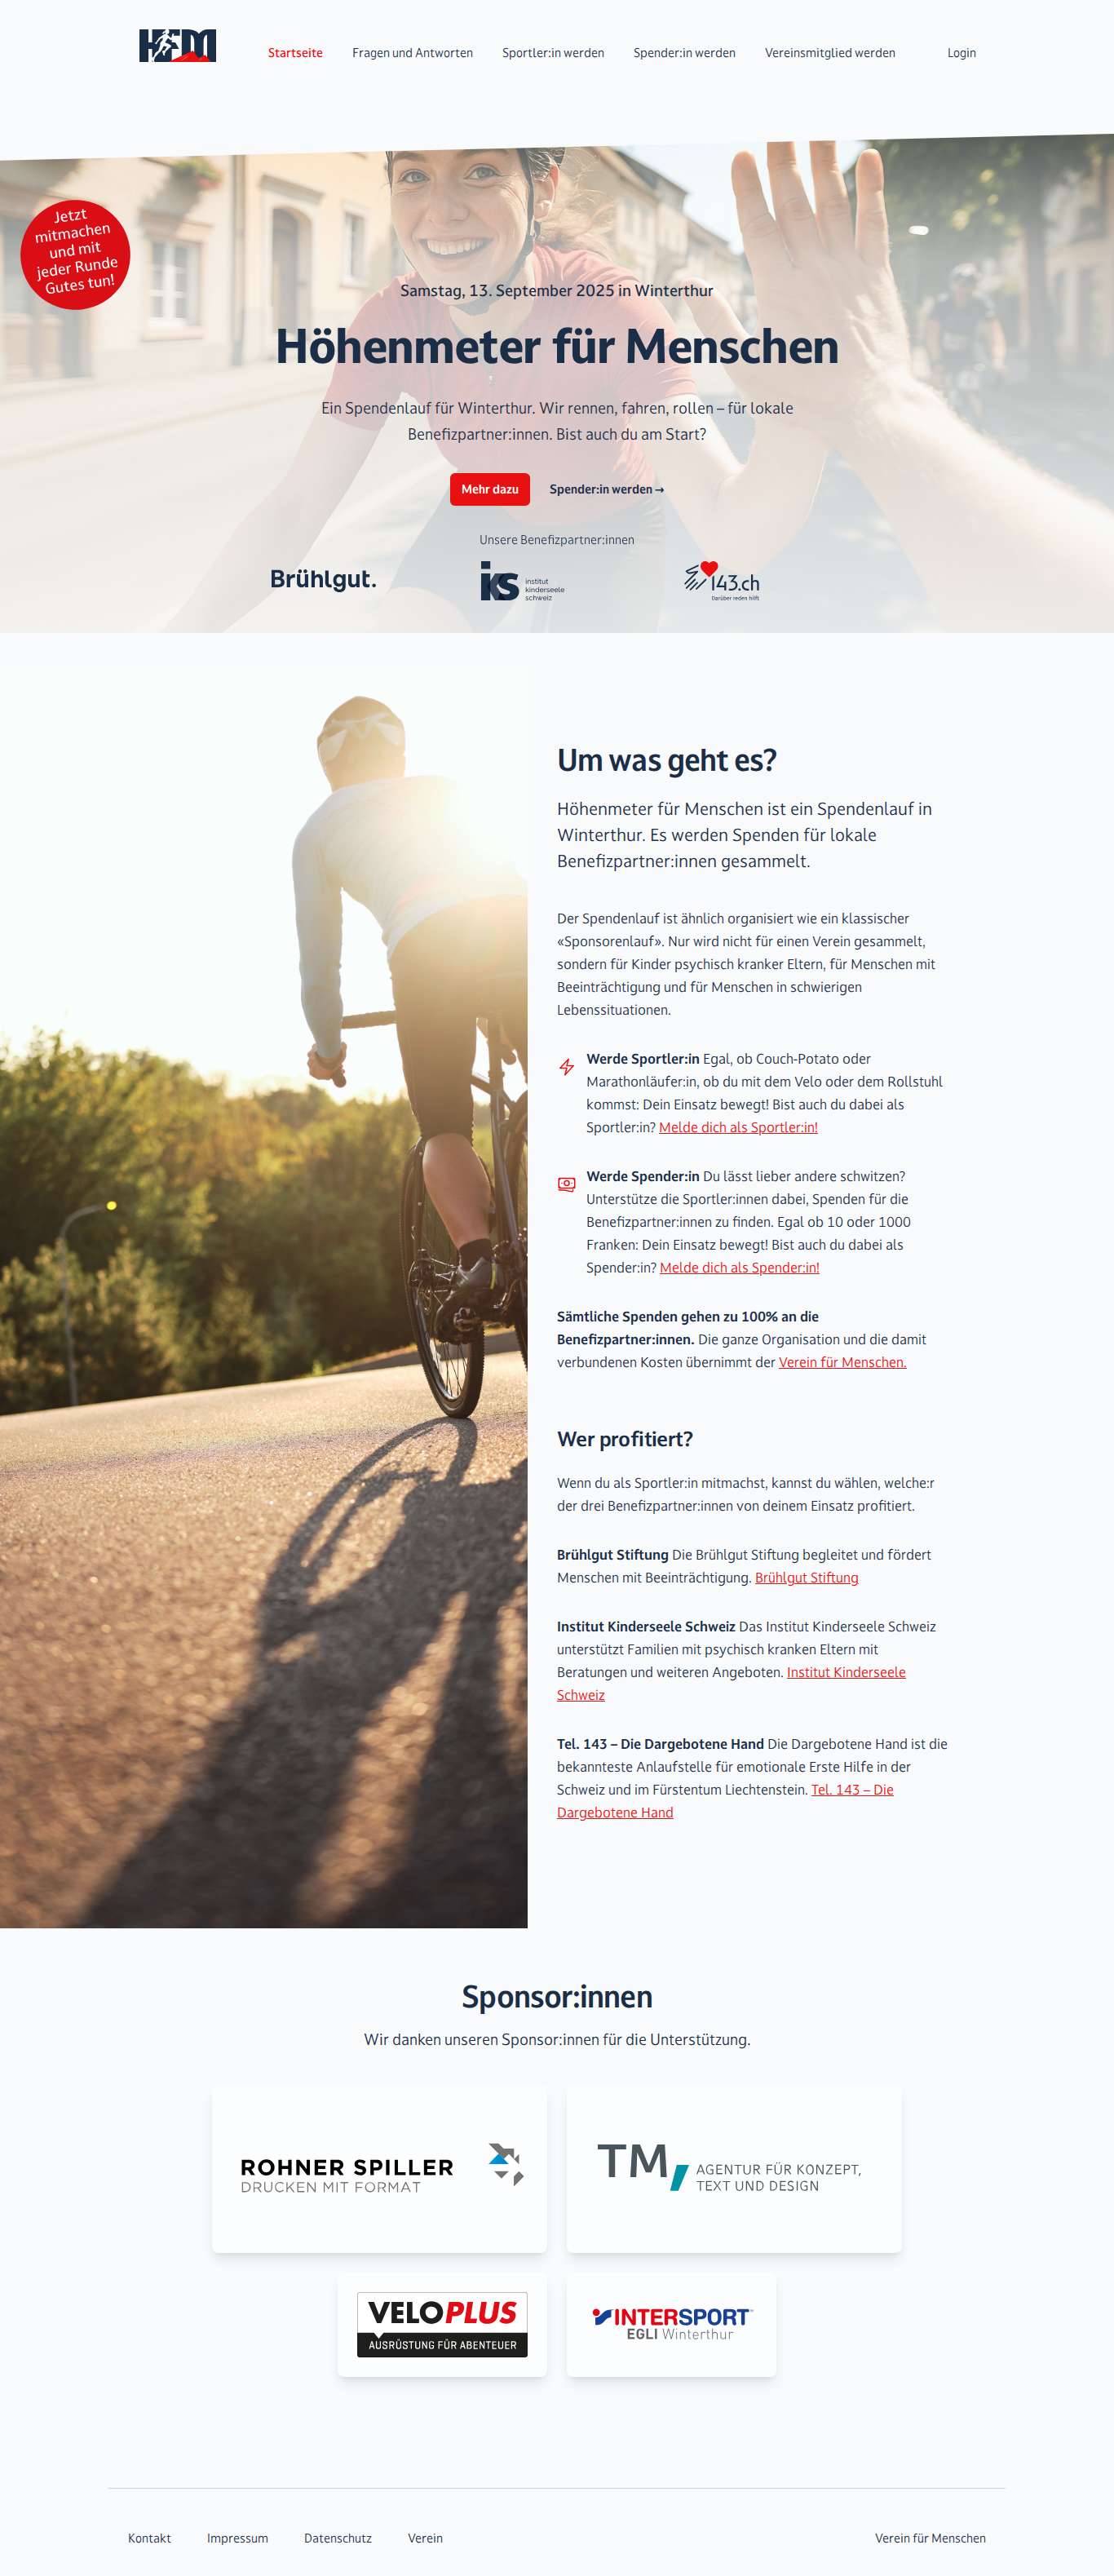 HFM
Startseite
Fragen und Antworten
Sportler:in werden
Spender:in werden
Vereinsmitglied werden
Login
Jetzt
mitmachen
und mit
jeder Runde
Gutes tun!
Samstag, 13. September 2025 in Winterthur
Höhenmeter für Menschen
Ein Spendenlauf für Winterthur. Wir rennen, fahren, rollen – für lokale
Benefizpartner:innen. Bist auch du am Start?
Mehr dazu
Spender:in werden →
Unsere Benefizpartner:innen
Brühlgut.
iks institut
kinderseele
schweiz
143.ch
Darüber reden hilft
Um was geht es?
Höhenmeter für Menschen ist ein Spendenlauf in
Winterthur. Es werden Spenden für lokale
Benefizpartner:innen gesammelt.
Der Spendenlauf ist ähnlich organisiert wie ein klassischer
«Sponsorenlauf». Nur wird nicht für einen Verein gesammelt,
sondern für Kinder psychisch kranker Eltern, für Menschen mit
Beeinträchtigung und für Menschen in schwierigen
Lebenssituationen.
Werde Sportler:in Egal, ob Couch-Potato oder
Marathonläufer:in, ob du mit dem Velo oder dem Rollstuhl
kommst: Dein Einsatz bewegt! Bist auch du dabei als
Sportler:in? Melde dich als Sportler:in!
Werde Spender:in Du lässt lieber andere schwitzen?
Unterstütze die Sportler:innen dabei, Spenden für die
Benefizpartner:innen zu finden. Egal ob 10 oder 1000
Franken: Dein Einsatz bewegt! Bist auch du dabei als
Spender:in? Melde dich als Spender:in!
Sämtliche Spenden gehen zu 100% an die
Benefizpartner:innen. Die ganze Organisation und die damit
verbundenen Kosten übernimmt der Verein für Menschen.
Wer profitiert?
Wenn du als Sportler:in mitmachst, kannst du wählen, welche:r
der drei Benefizpartner:innen von deinem Einsatz profitiert.
Brühlgut Stiftung Die Brühlgut Stiftung begleitet und fördert
Menschen mit Beeinträchtigung. Brühlgut Stiftung
Institut Kinderseele Schweiz Das Institut Kinderseele Schweiz
unterstützt Familien mit psychisch kranken Eltern mit
Beratungen und weiteren Angeboten. Institut Kinderseele
Schweiz
Tel. 143 – Die Dargebotene Hand Die Dargebotene Hand ist die
bekannteste Anlaufstelle für emotionale Erste Hilfe in der
Schweiz und im Fürstentum Liechtenstein. Tel. 143 – Die
Dargebotene Hand
Sponsor:innen
Wir danken unseren Sponsor:innen für die Unterstützung.
ROHNER SPILLER
DRUCKEN MIT FORMAT
TM
AGENTUR FÜR KONZEPT,
TEXT UND DESIGN
VELOPLUS
AUSRÜSTUNG FÜR ABENTEUER
INTERSPORT
EGLI Winterthur
Kontakt
Impressum
Datenschutz
Verein
Verein für Menschen